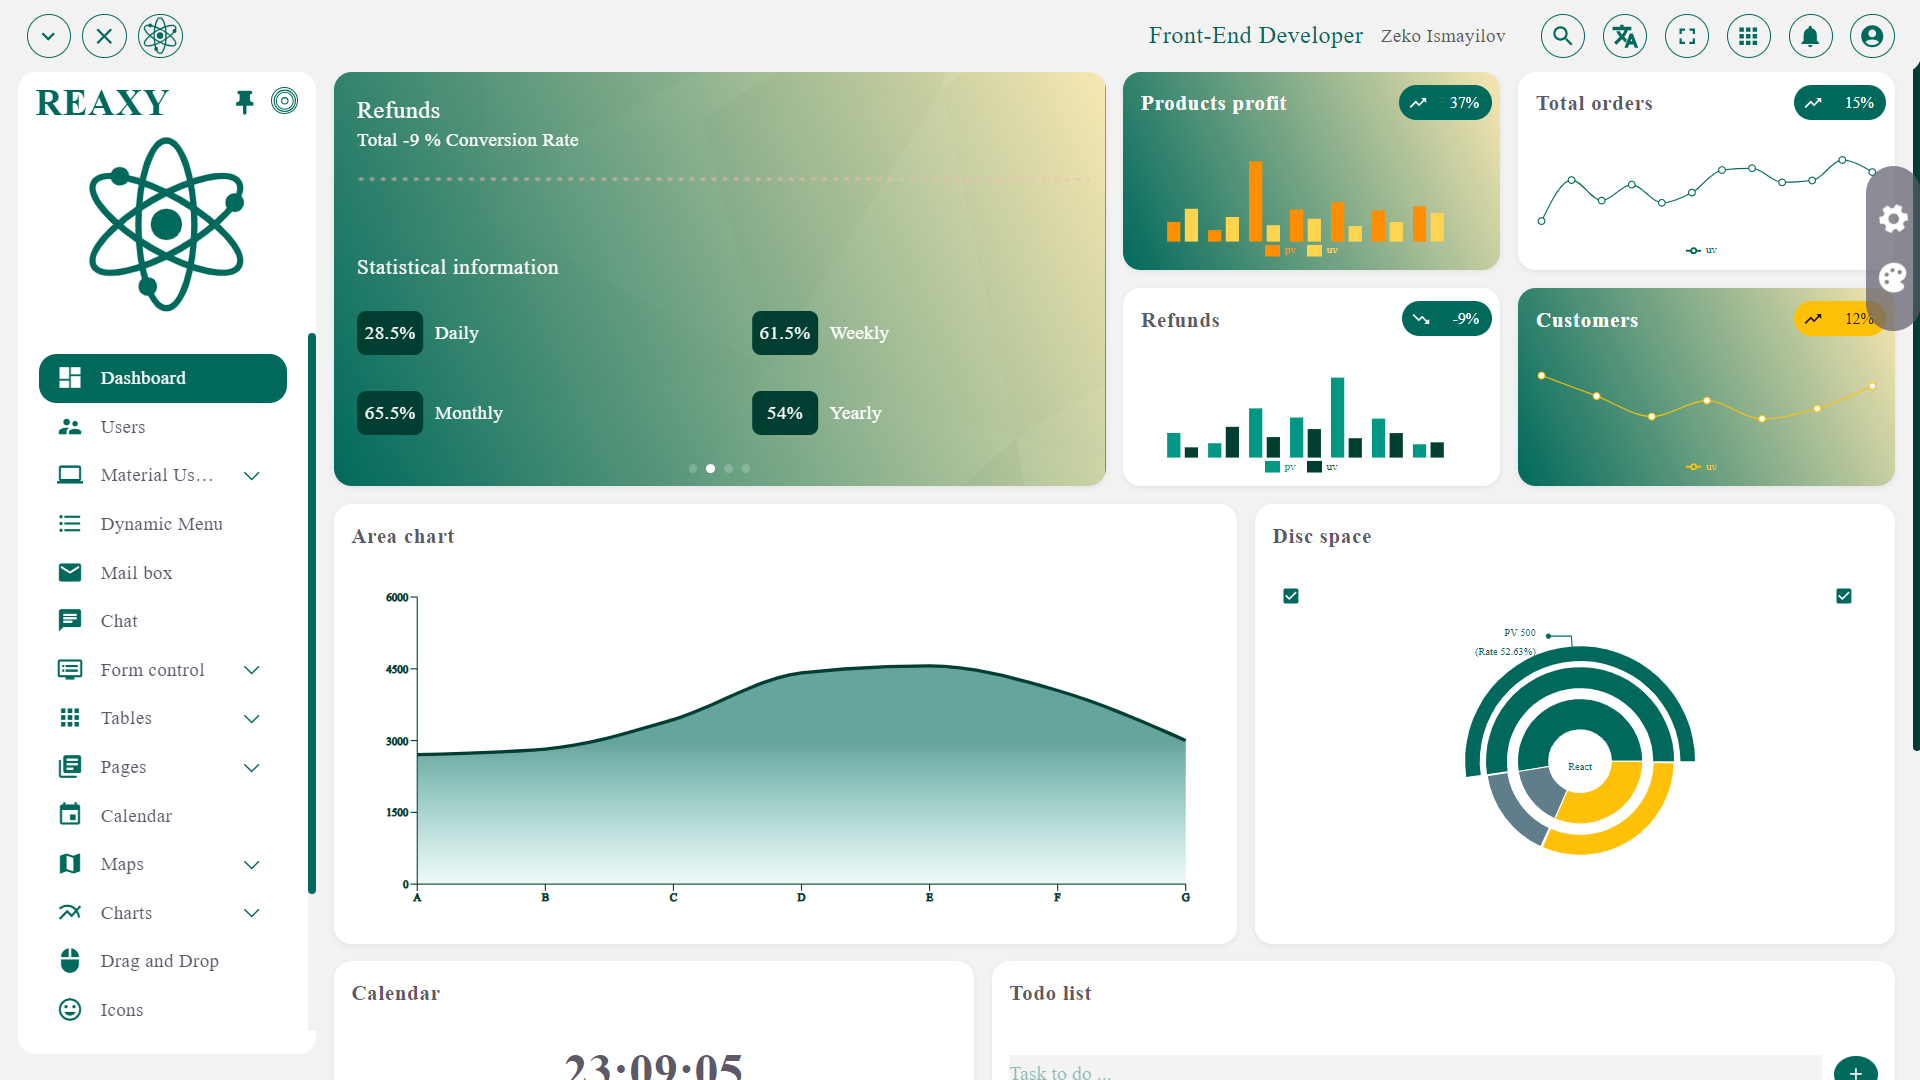 Front-End Developer Zeko Ismayilov
REAXY
Dashboard
Users
Material Us...
Dynamic Menu
Mail box
Chat
Form control
Tables
Pages
Calendar
Maps
Charts
Drag and Drop
Icons
Refunds
Total -9 % Conversion Rate
Statistical information
28.5% Daily
61.5% Weekly
65.5% Monthly
54% Yearly
Products profit
37%
pv uv
Total orders
15%
uv
Refunds
-9%
pv uv
Customers
12%
uv
Area chart
6000
4500
3000
1500
0
A B C D E F G
Disc space
PV 500
(Rate 52.63%)
React
Calendar
23:09:05
Todo list
Task to do ...